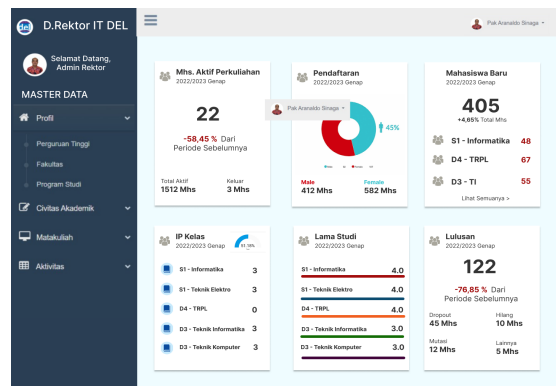 del
D.Rektor IT DEL
Pak Aranaldo Sinaga
Selamat Datang,
Admin Rektor
MASTER DATA
Profil
Perguruan Tinggi
Fakultas
Program Studi
Civitas Akademik
Matakuliah
Aktivitas
Mhs. Aktif Perkuliahan
2022/2023 Genap
22
-58,45 % Dari
Periode Sebelumnya
Total Aktif
Keluar
1512 Mhs
3 Mhs
Pendaftaran
2022/2023 Genap
Pak Aranaldo Sinaga
45%
Male
Female
412 Mhs
582 Mhs
Mahasiswa Baru
2022/2023 Genap
405
+4,65% Total Mhs
S1 - Informatika 48
D4 - TRPL 67
D3 - TI 55
Lihat Semuanya >
IP Kelas
2022/2023 Genap
S1 - Informatika 3
S1 - Teknik Elektro 3
D4 - TRPL 0
D3 - Teknik Informatika 3
D3 - Teknik Komputer 3
Lama Studi
2022/2023 Genap
S1 - Informatika 4.0
S1 - Teknik Elektro 4.0
D4 - TRPL 4.0
D3 - Teknik Informatika 3.0
D3 - Teknik Komputer 3.0
Lulusan
2022/2023 Genap
122
-76,85 % Dari
Periode Sebelumnya
Dropout
Hilang
45 Mhs
10 Mhs
Mutasi
Lainnya
12 Mhs
5 Mhs